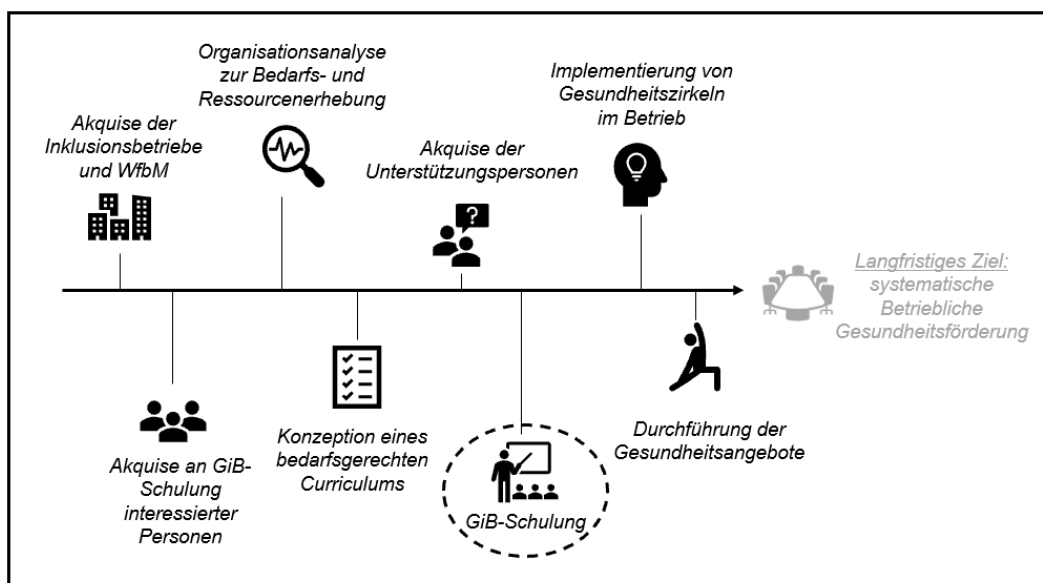 Akquise der
Inklusionsbetriebe
und WfbM
Organisationsanalyse
zur Bedarfs- und
Ressourcenerhebung
Akquise der
Unterstützungspersonen
?
Implementierung von
Gesundheitszirkeln
im Betrieb
Langfristiges Ziel:
systematische
Betriebliche
Gesundheitsförderung
Akquise an GiB-
Schulung
interessierter
Personen
Konzeption eines
bedarfsgerechten
Curriculums
GiB-Schulung
Durchführung der
Gesundheitsangebote